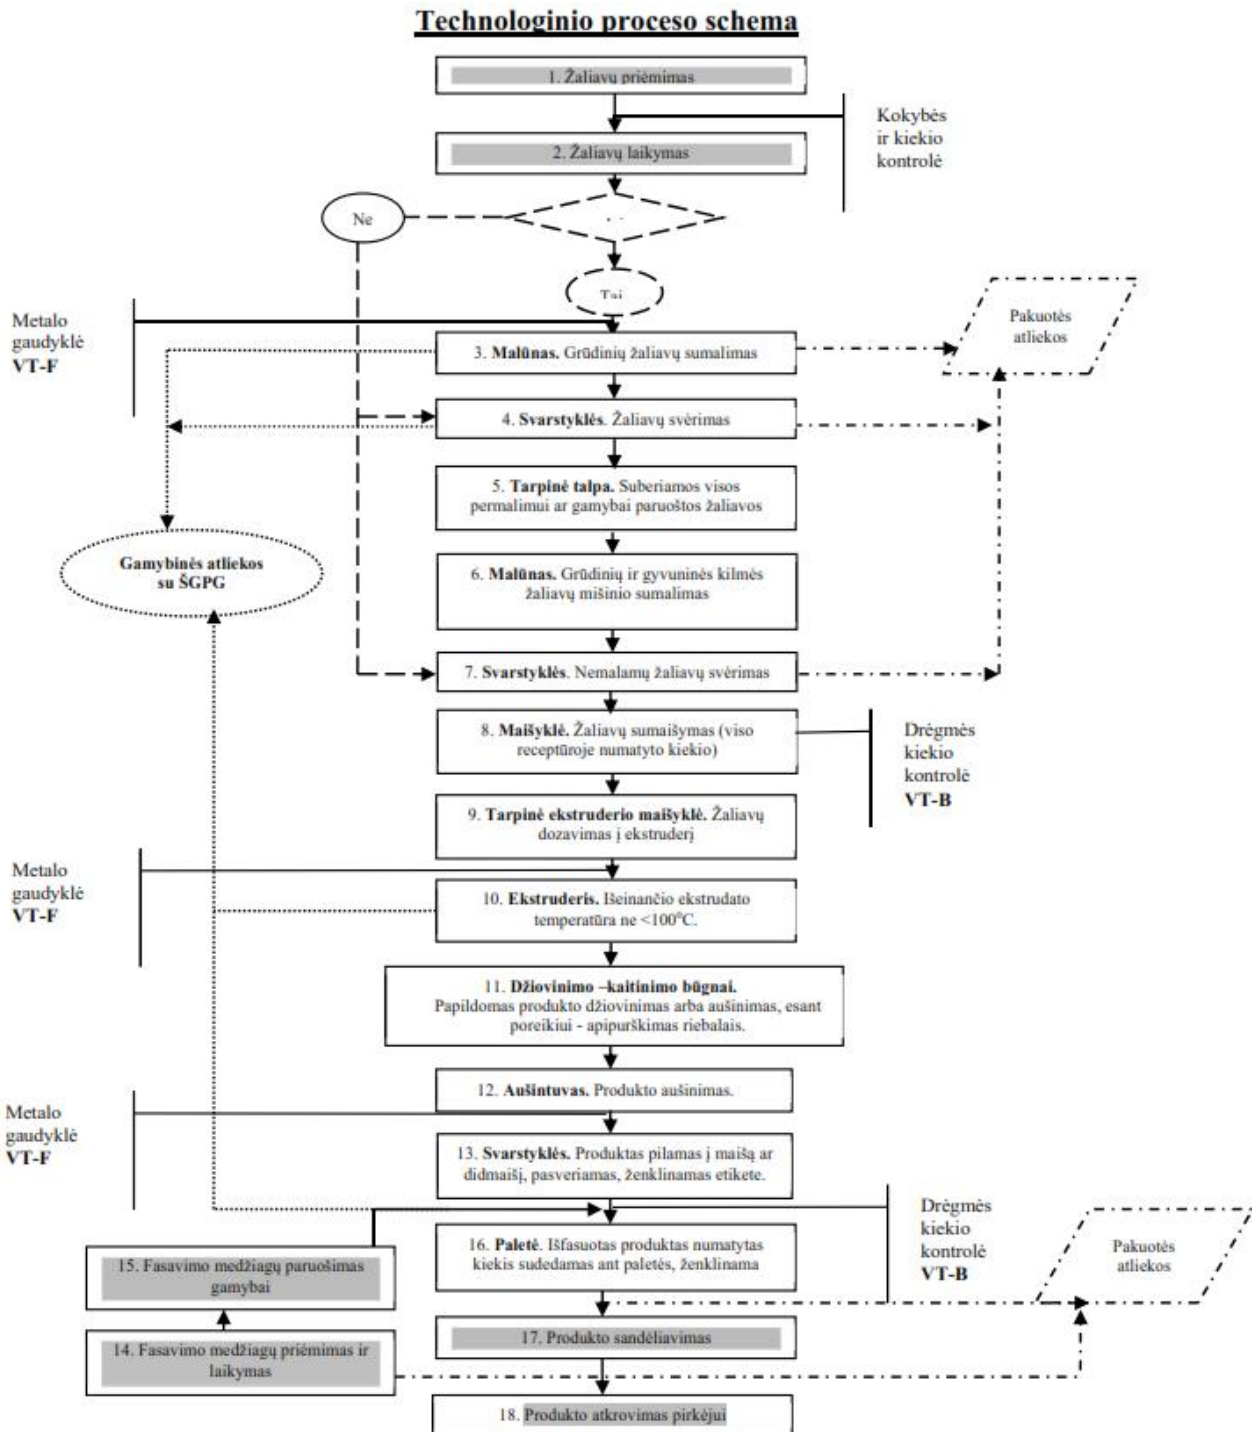 Technologinio proceso schema
1. Žaliavų priėmimas
Kokybės
ir kiekio
kontrolė
2. Žaliavų laikymas
Ne
Metalo
gaudyklė
VT-F
Pakuotės
atliekos
3. Malūnas. Grūdinių žaliavų sumalimas
4. Svarstyklės. Žaliavų svėrimas
5. Tarpinė talpa. Suberiamos visos
permalimui ar gamybai paruoštos žaliavos
Gamybinės atliekos
su ŠGPG
6. Malūnas. Grūdinių ir gyvuninės kilmės
žaliavų mišinio sumalimas
7. Svarstyklės. Nemalamų žaliavų svėrimas
8. Maišyklė. Žaliavų sumaišymas (viso
receptūroje numatyto kiekio)
Drėgmės
kiekio
kontrolė
VT-B
9. Tarpinė ekstruderio maišyklė. Žaliavų
dozavimas į ekstruderį
Metalo
gaudyklė
VT-F
10. Ekstruderis. Išeinančio ekstrudato
temperatūra ne <100°C.
11. Džiovinimo –kaitinimo būgnai.
Papildomas produkto džiovinimas arba aušinimas, esant
poreikiui - apipurškimas riebalais.
12. Aušintuvas. Produkto aušinimas.
Metalo
gaudyklė
VT-F
13. Svarstyklės. Produktas pilamas į maišą ar
didmaišį, pasveriamas, ženklinamas etikete.
Drėgmės
kiekio
kontrolė
VT-B
Pakuotės
atliekos
16. Paletė. Išfasuotas produktas numatytas
kiekis sudedamas ant paletės, ženklinama
15. Fasavimo medžiagų paruošimas
gamybai
17. Produkto sandėliavimas
14. Fasavimo medžiagų priėmimas ir
laikymas
18. Produkto atkrovimas pirkėjui